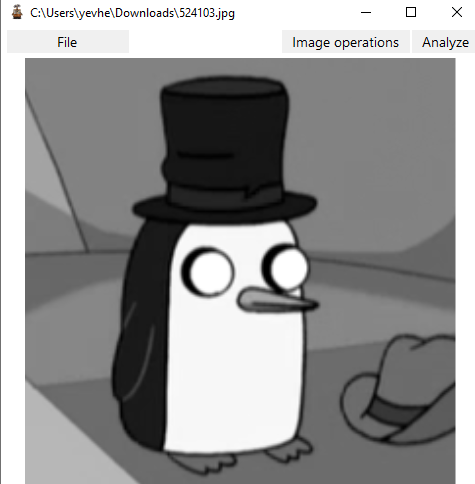 C:\Users\yevhe\Downloads\524103.jpg
File Image operations Analyze